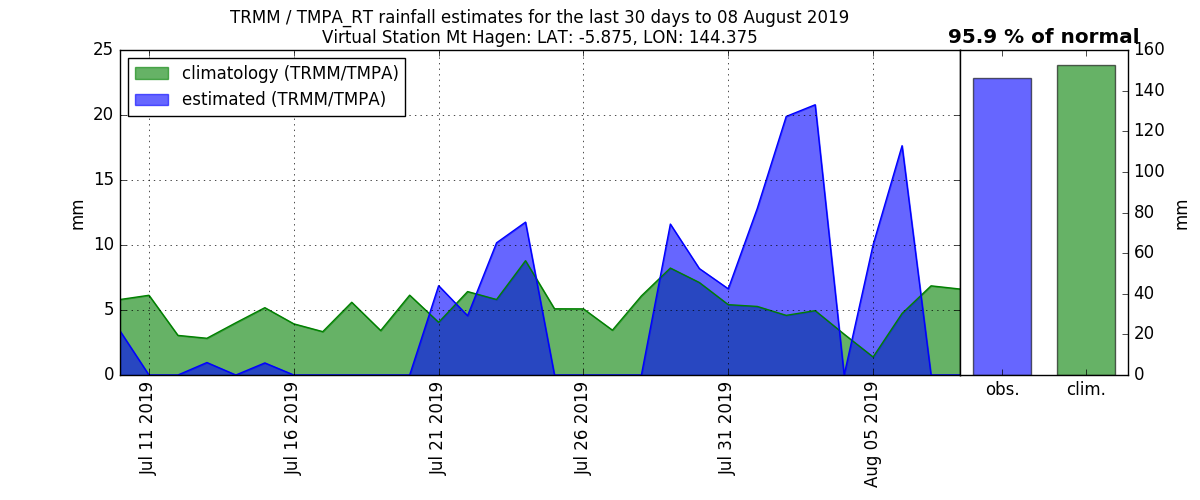 TRMM / TMPA_RT rainfall estimates for the last 30 days to 08 August 2019
Virtual Station Mt Hagen: LAT: -5.875, LON: 144.375
95.9 % of normal
climatology (TRMM/TMPA)
estimated (TRMM/TMPA)
25
20
15
10
5
0
mm
Jul 11 2019
Jul 16 2019
Jul 21 2019
Jul 26 2019
Jul 31 2019
Aug 05 2019
obs.
clim.
160
140
120
100
80
60
40
20
0
mm